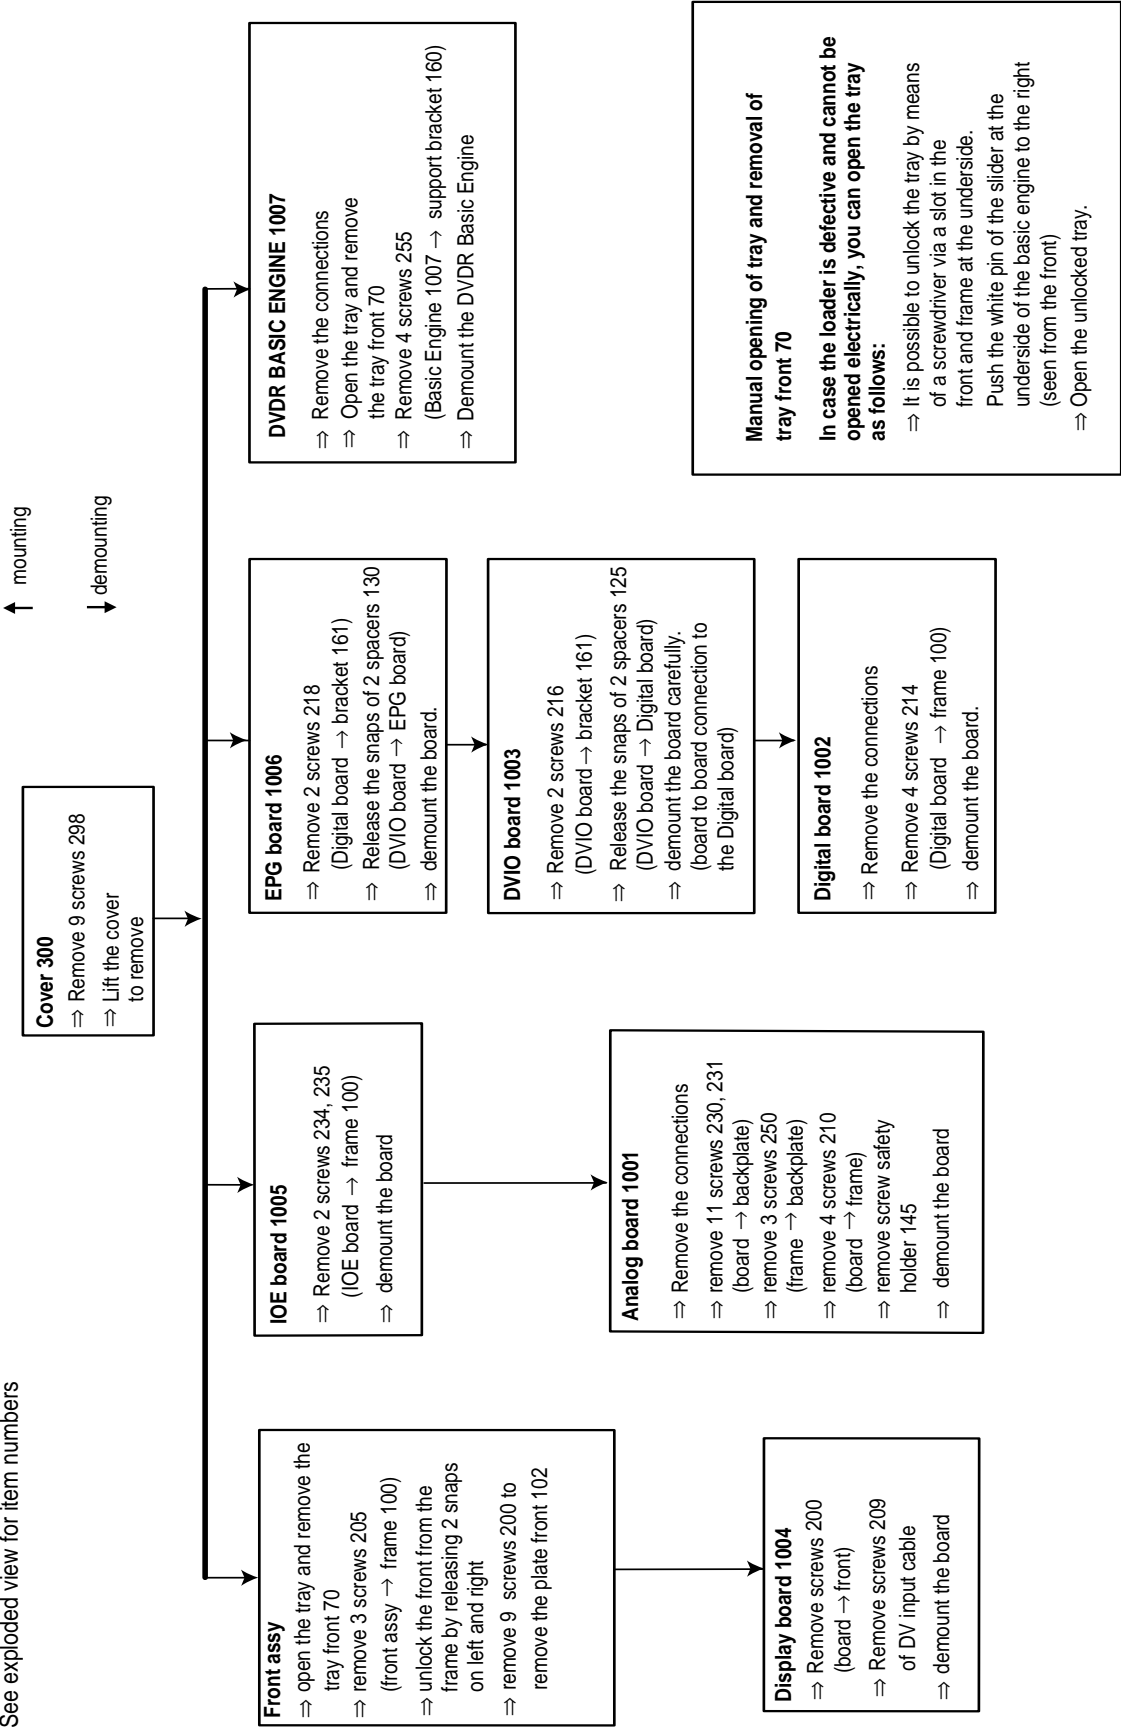 See exploded view for item numbers
↑ mounting
↓ demounting
Cover 300
⇒ Remove 9 screws 298
⇒ Lift the cover
to remove
Front assy
⇒ open the tray and remove the
tray front 70
⇒ remove 3 screws 205
(front assy → frame 100)
⇒ unlock the front from the
frame by releasing 2 snaps
on left and right
⇒ remove 9 screws 200 to
remove the plate front 102
Display board 1004
⇒ Remove screws 200
(board → front)
⇒ Remove screws 209
of DV input cable
⇒ demount the board
IOE board 1005
⇒ Remove 2 screws 234, 235
(IOE board → frame 100)
⇒ demount the board
Analog board 1001
⇒ Remove the connections
⇒ remove 11 screws 230, 231
(board → backplate)
⇒ remove 3 screws 250
(frame → backplate)
⇒ remove 4 screws 210
(board → frame)
⇒ remove screw safety
holder 145
⇒ demount the board
EPG board 1006
⇒ Remove 2 screws 218
(Digital board → bracket 161)
⇒ Release the snaps of 2 spacers 130
(DVIO board → EPG board)
⇒ demount the board.
DVIO board 1003
⇒ Remove 2 screws 216
(DVIO board → bracket 161)
⇒ Release the snaps of 2 spacers 125
(DVIO board → Digital board)
⇒ demount the board carefully.
(board to board connection to
the Digital board)
Digital board 1002
⇒ Remove the connections
⇒ Remove 4 screws 214
(Digital board → frame 100)
⇒ demount the board.
DVDR BASIC ENGINE 1007
⇒ Remove the connections
⇒ Open the tray and remove
the tray front 70
⇒ Remove 4 screws 255
(Basic Engine 1007 → support bracket 160)
⇒ Demount the DVDR Basic Engine
Manual opening of tray and removal of
tray front 70
In case the loader is defective and cannot be
opened electrically, you can open the tray
as follows:
⇒ It is possible to unlock the tray by means
of a screwdriver via a slot in the
front and frame at the underside.
Push the white pin of the slider at the
underside of the basic engine to the right
(seen from the front)
⇒ Open the unlocked tray.